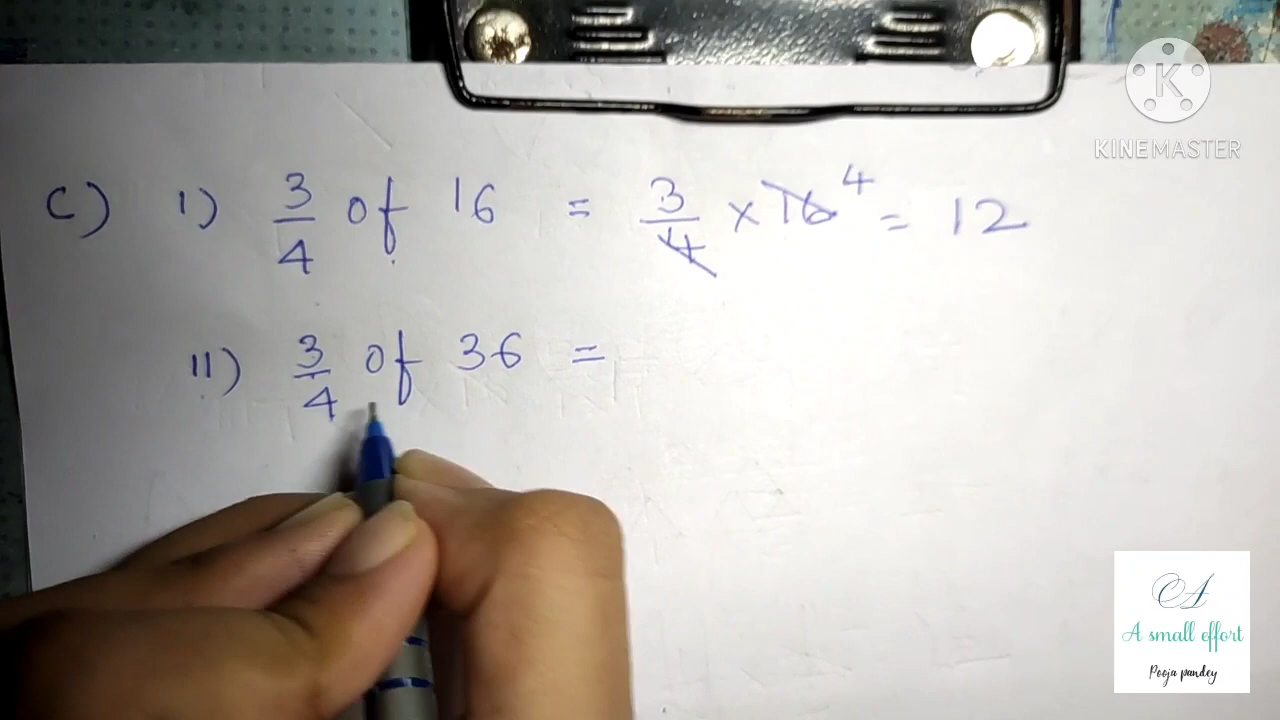 K
KINEMASTER
C) I) 3/4 of 16 = 3/4 × 16 4 = 12
II) 3/4 of 36 =
A
A small effort
Pooja pandey